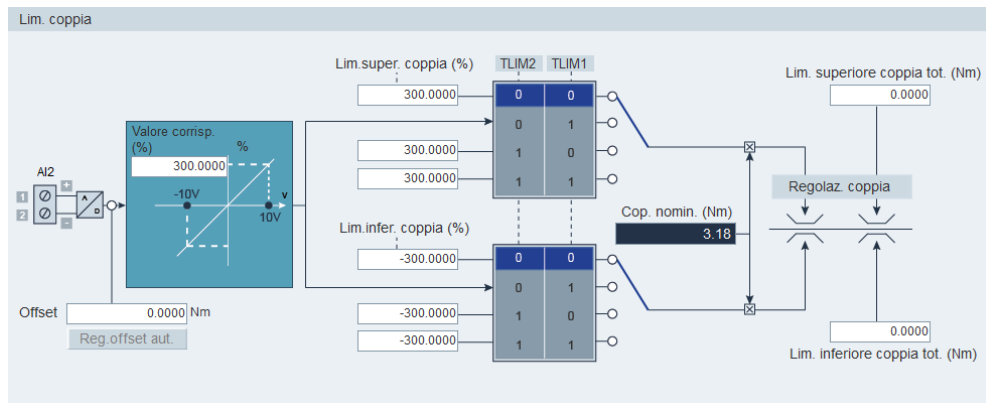 Lim. coppia
Lim.super. coppia (%)
TLIM2 TLIM1
Lim. superiore coppia tot. (Nm)
300.0000
0 0
0.0000
0 1
Valore corrisp.
(%)
%
300.0000
1 0
300.0000
300.0000
1 1
AI2
1
2
+
-
A
D
-10V
10V
V
Regolaz. coppia
Cop. nomin. (Nm)
3.18
Lim.infer. coppia (%)
-300.0000
0 0
0 1
Offset
0.0000 Nm
-300.0000
1 0
0.0000
Reg.offset aut.
-300.0000
1 1
Lim. inferiore coppia tot. (Nm)